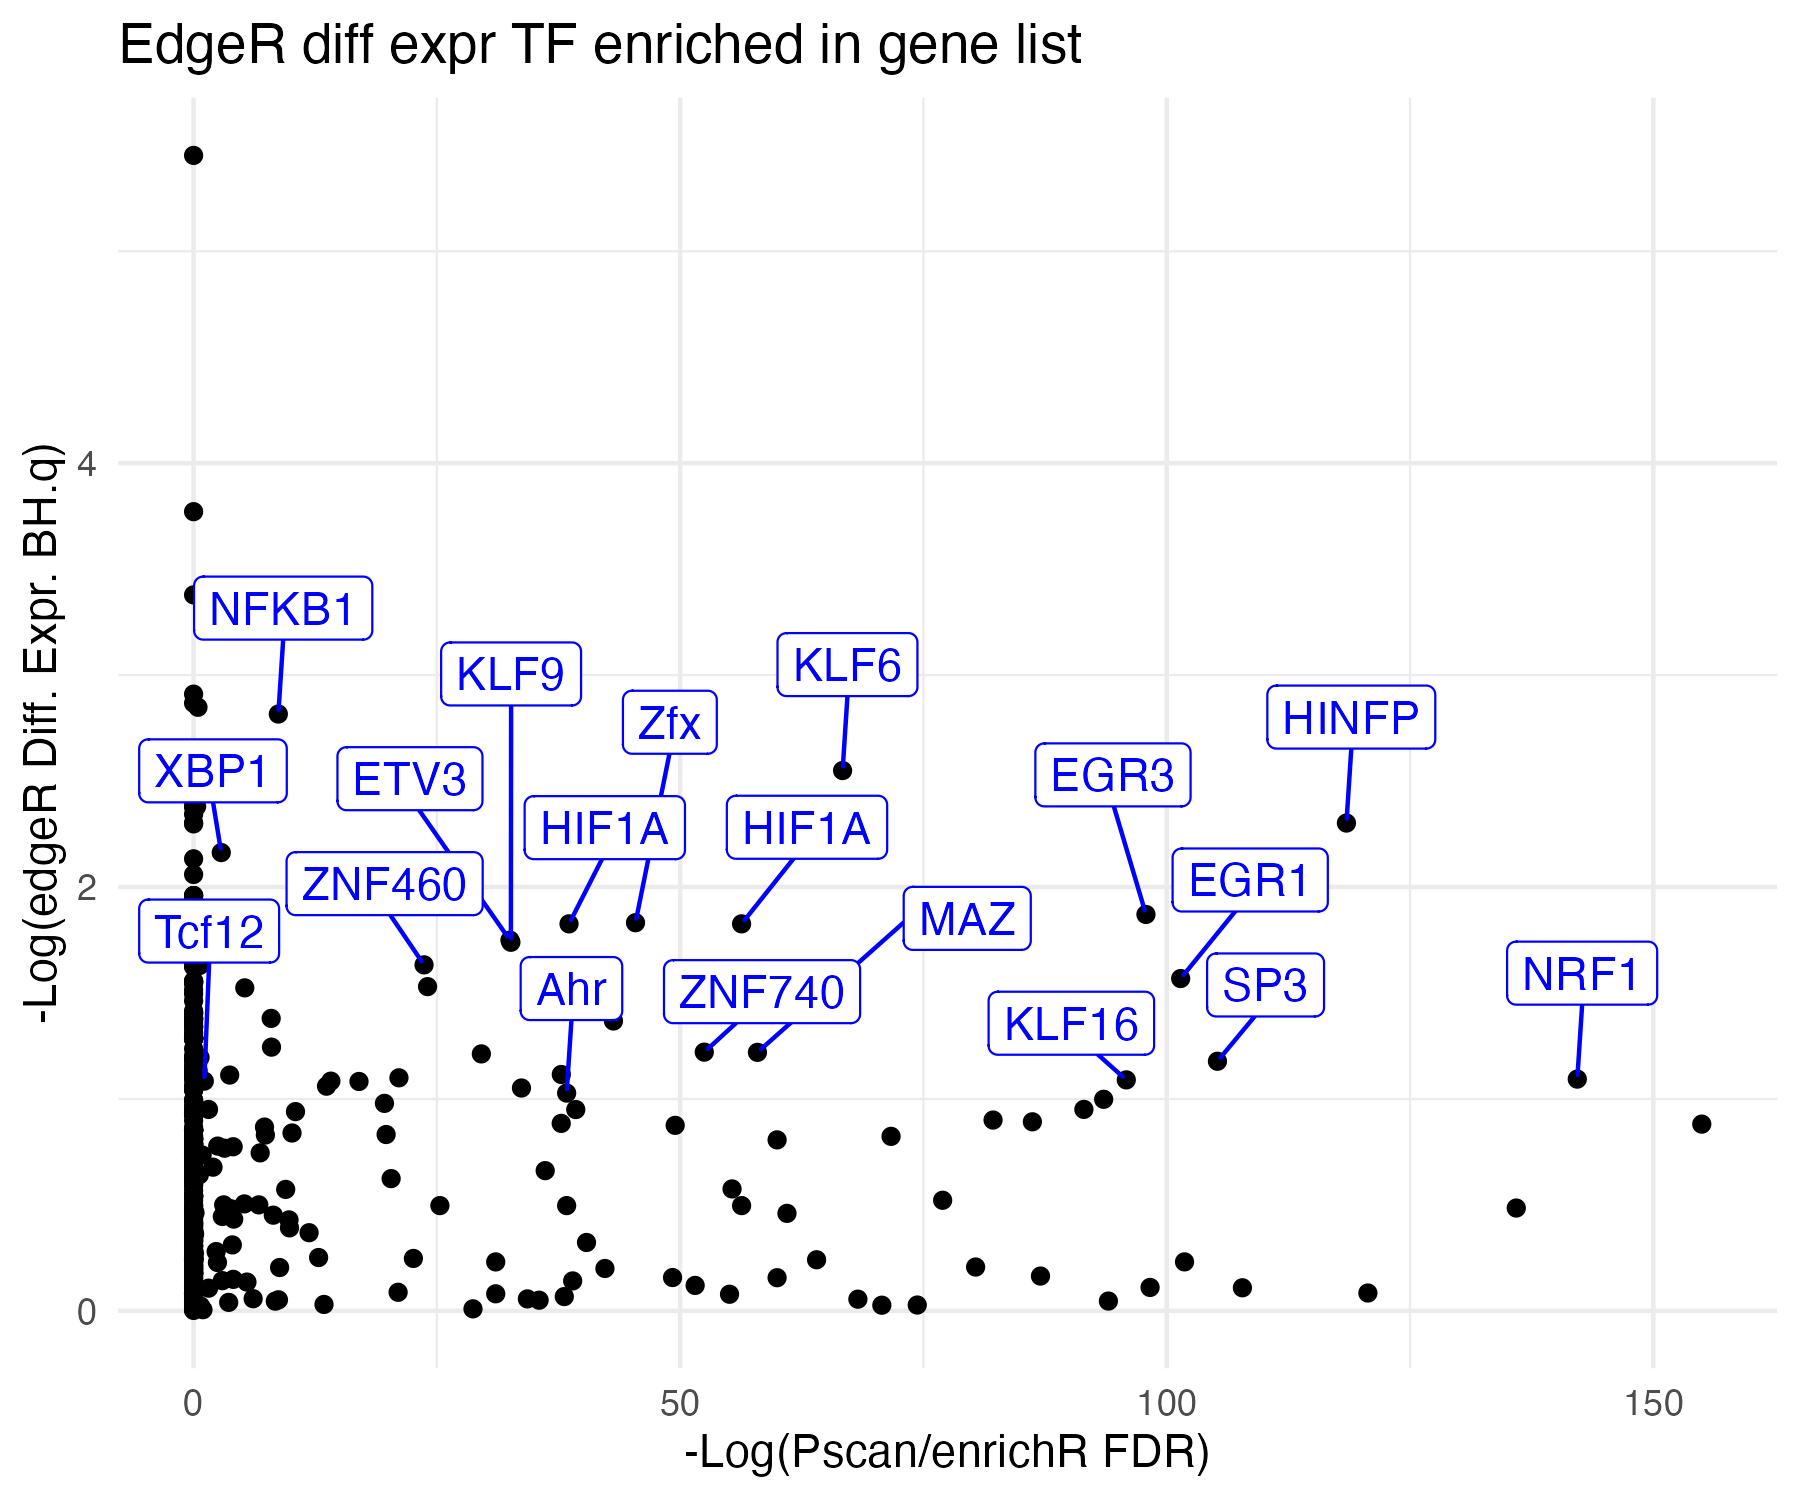 EdgeR diff expr TF enriched in gene list
-Log(edgeR Diff. Expr. BH.q)
4
2
0
NFKB1
KLF9
KLF6
Zfx
HINFP
XBP1
ETV3
EGR3
HIF1A
HIF1A
ZNF460
EGR1
MAZ
Tcf12
Ahr
ZNF740
NRF1
SP3
KLF16
0
50
100
150
-Log(Pscan/enrichR FDR)